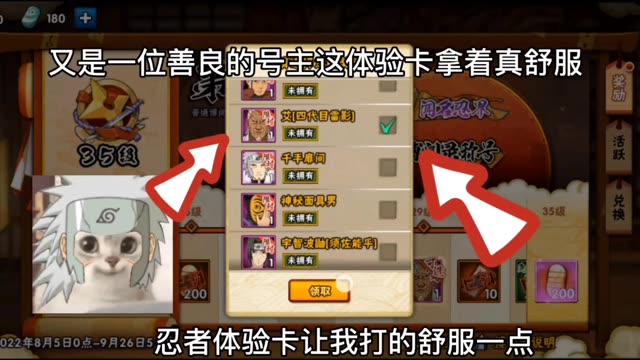 180
又是一位善良的号主这体验卡拿着真舒服
未拥有
奖励
35级
艾[四代目雷影]
未拥有
活跃
千手扉间
未拥有
兑换
神秘面具男
未拥有
29级
35级
宇智波鼬[须佐能乎]
未拥有
200
10
200
领取
022年8月5日0点~9月26日5
说明
忍者体验卡让我打的舒服一点